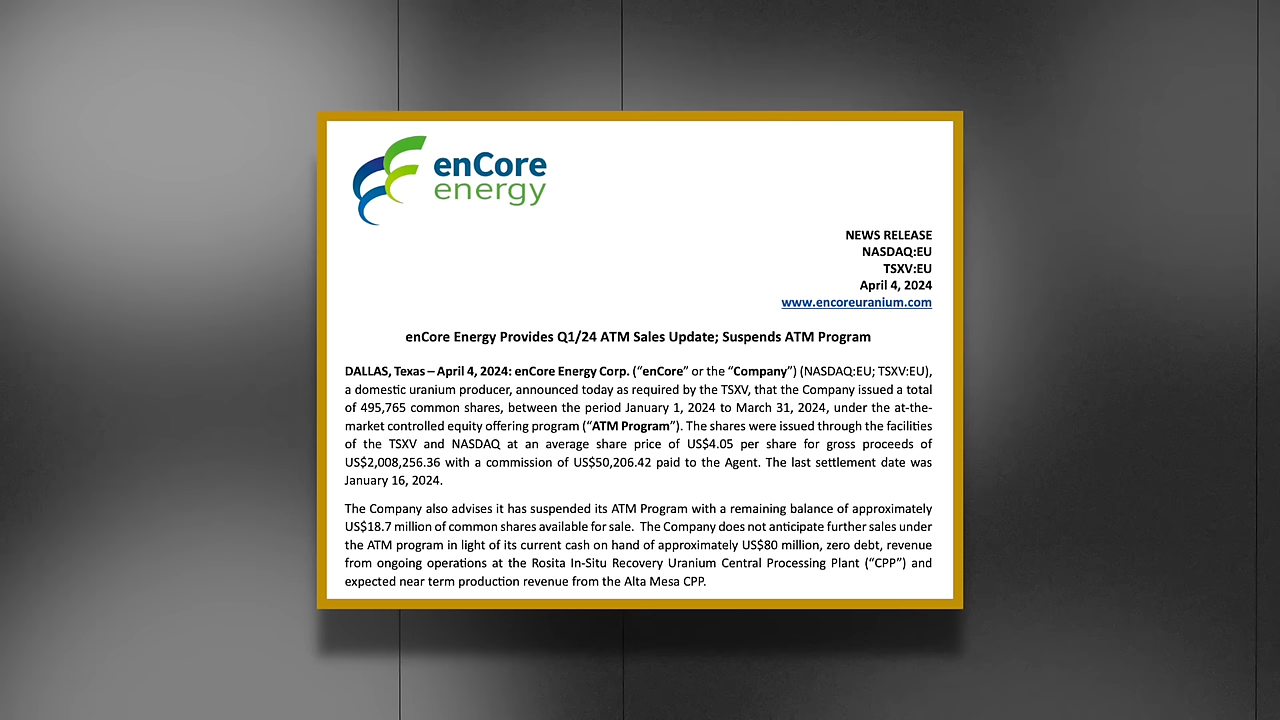 enCore
energy
NEWS RELEASE
NASDAQ:EU
TSXV:EU
April 4, 2024
www.encoreuranium.com
enCore Energy Provides Q1/24 ATM Sales Update; Suspends ATM Program
DALLAS, Texas – April 4, 2024: enCore Energy Corp. (“enCore” or the “Company”) (NASDAQ:EU; TSXV:EU),
a domestic uranium producer, announced today as required by the TSXV, that the Company issued a total
of 495,765 common shares, between the period January 1, 2024 to March 31, 2024, under the at-the-
market controlled equity offering program (“ATM Program”). The shares were issued through the facilities
of the TSXV and NASDAQ at an average share price of US$4.05 per share for gross proceeds of
US$2,008,256.36 with a commission of US$50,206.42 paid to the Agent. The last settlement date was
January 16, 2024.
The Company also advises it has suspended its ATM Program with a remaining balance of approximately
US$18.7 million of common shares available for sale. The Company does not anticipate further sales under
the ATM program in light of its current cash on hand of approximately US$80 million, zero debt, revenue
from ongoing operations at the Rosita In-Situ Recovery Uranium Central Processing Plant (“CPP”) and
expected near term production revenue from the Alta Mesa CPP.